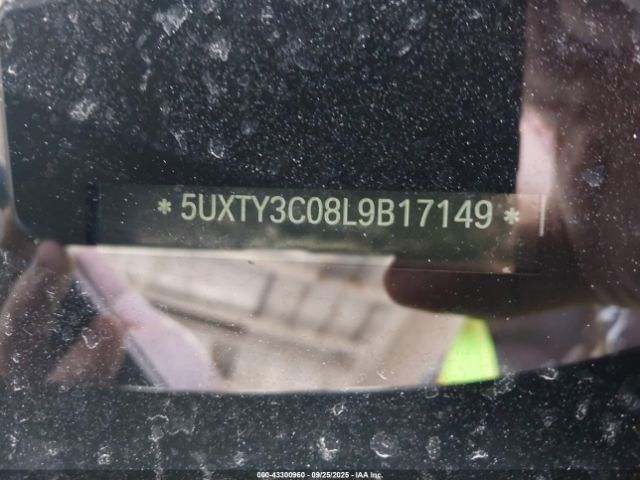 * 5UXTY3C08L9B17149 *
000-43300960 - 09/25/2025 - IAA Inc.